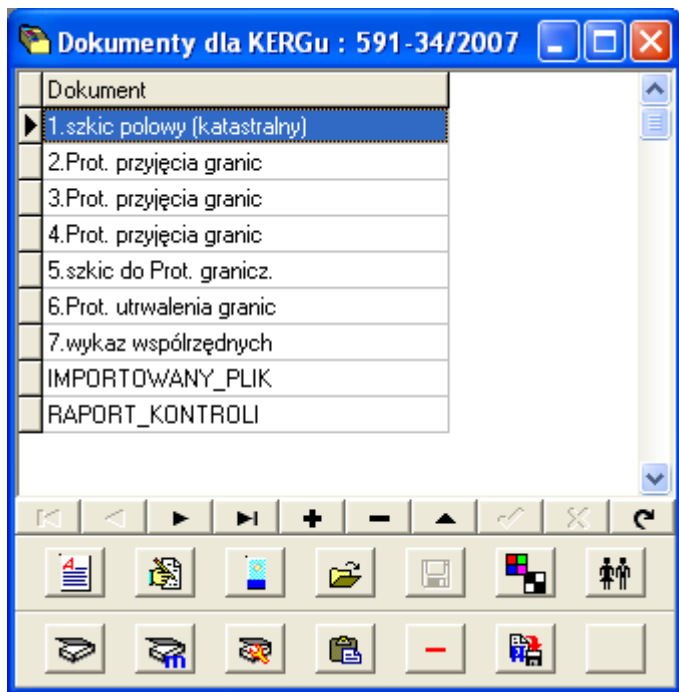 Dokumenty dla KERGu : 591-34/2007
Dokument
1.szkic polowy (katastralny)
2.Prot. przyjęcia granic
3.Prot. przyjęcia granic
4.Prot. przyjęcia granic
5.szkic do Prot. granicz.
6.Prot. utrwalenia granic
7.wykaz współrzędnych
IMPORTOWANY_PLIK
RAPORT_KONTROLI